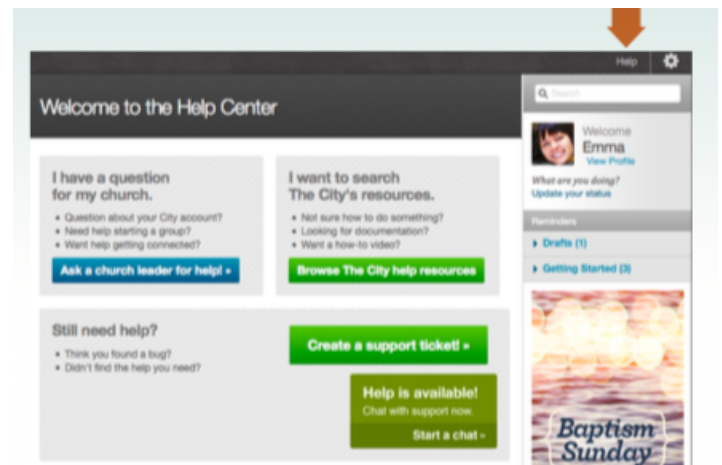 Help
Welcome to the Help Center
Search
Welcome
Emma
View Profile
What are you doing?
Update your status
Reminders
Drafts (1)
Getting Started (3)
I have a question
for my church.
• Question about your City account?
• Need help starting a group?
• Want help getting connected?
Ask a church leader for help! »
I want to search
The City's resources.
• Not sure how to do something?
• Looking for documentation?
• Want a how-to video?
Browse The City help resources
Still need help?
• Think you found a bug?
• Didn't find the help you need?
Create a support ticket! »
Help is available!
Chat with support now.
Start a chat »
Baptism
Sunday